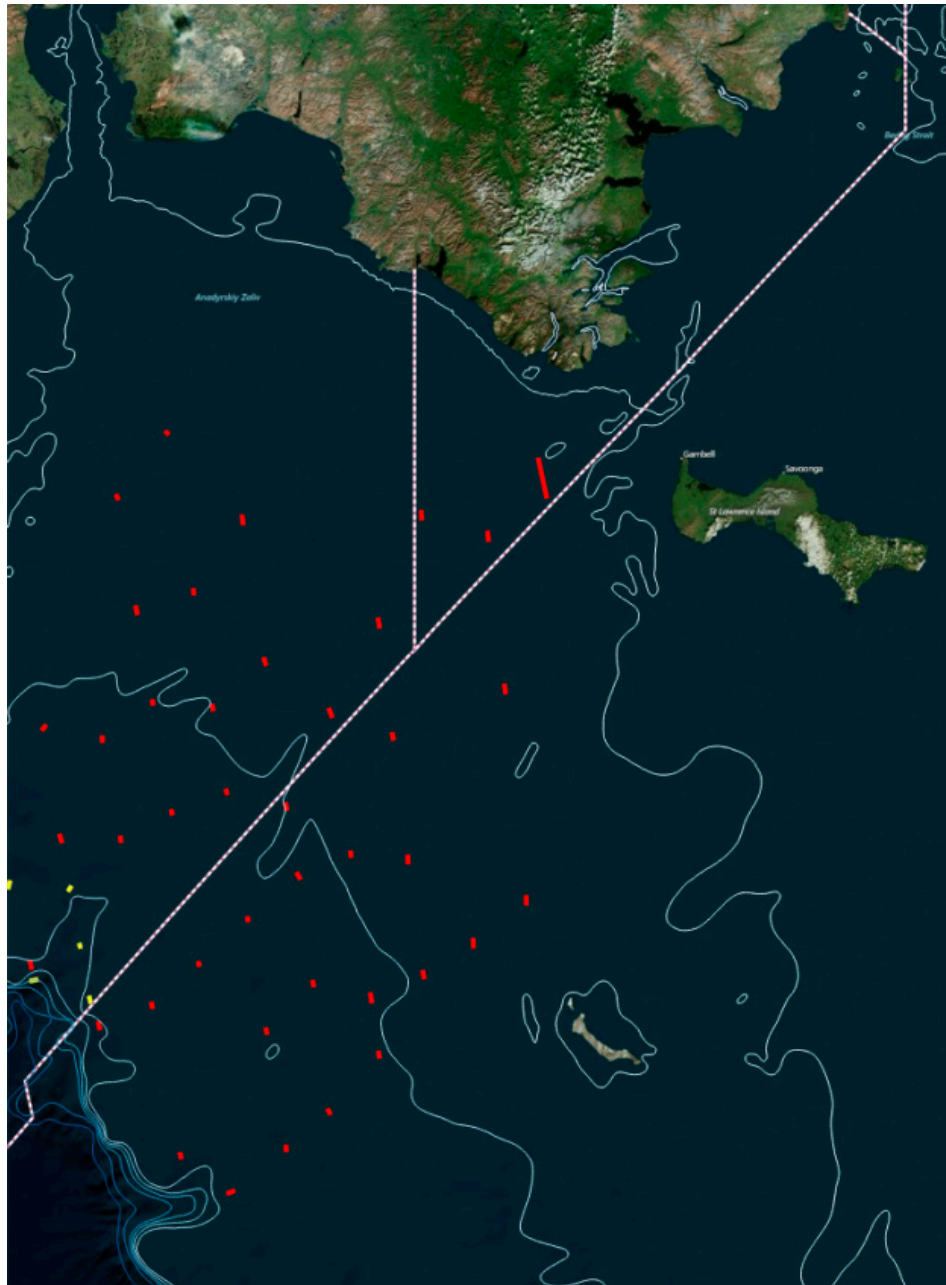 Bering Strait
Anadyrskiy Zaliv
Gambell
Savoonga
St Lawrence Island